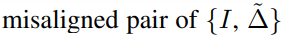 misaligned pair of {I, Δ̃}